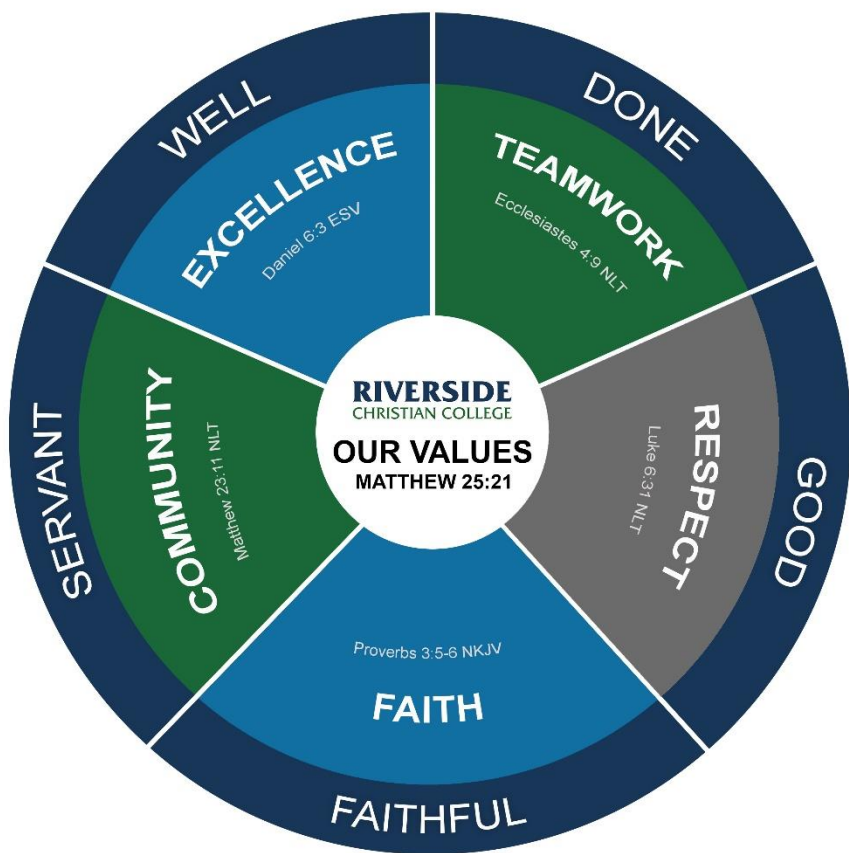 WELL
DONE
GOOD
FAITHFUL
SERVANT
EXCELLENCE
Daniel 6:3 ESV
TEAMWORK
Ecclesiastes 4:9 NLT
RESPECT
Luke 6:31 NLT
Proverbs 3:5-6 NKJV
FAITH
COMMUNITY
Matthew 23:11 NLT
RIVERSIDE
CHRISTIAN COLLEGE
OUR VALUES
MATTHEW 25:21